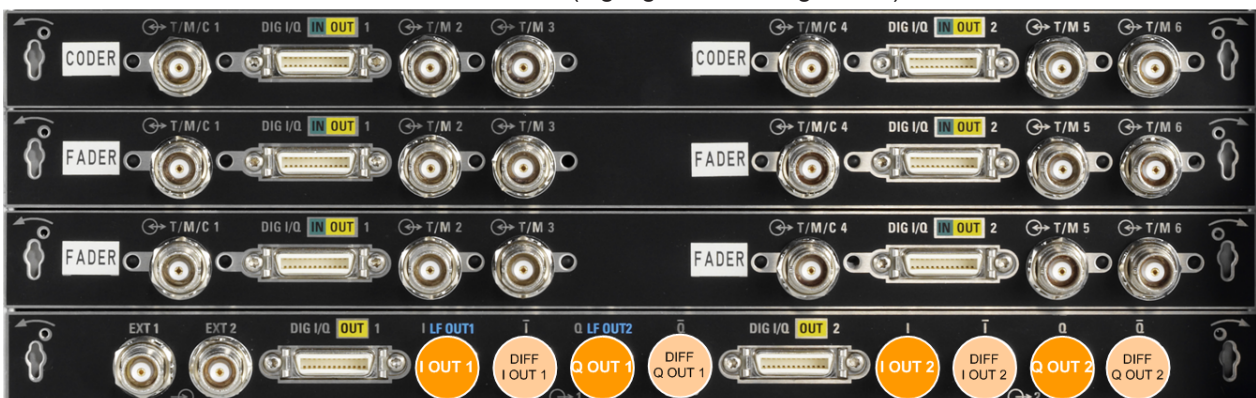 T/M/C 1 DIG I/Q IN OUT 1 T/M 2 T/M 3 T/M/C 4 DIG I/Q IN OUT 2 T/M 5 T/M 6
CODER CODER
T/M/C 1 DIG I/Q IN OUT 1 T/M 2 T/M 3 T/M/C 4 DIG I/Q IN OUT 2 T/M 5 T/M 6
FADER FADER
T/M/C 1 DIG I/Q IN OUT 1 T/M 2 T/M 3 T/M/C 4 DIG I/Q IN OUT 2 T/M 5 T/M 6
FADER FADER
EXT 1 EXT 2 DIG I/Q OUT 1 I LF OUT1 Ī Q LF OUT2 Q̄ DIG I/Q OUT 2 I Ī Q Q̄
I OUT 1 DIFF I OUT 1 Q OUT 1 DIFF Q OUT 1 I OUT 2 DIFF I OUT 2 Q OUT 2 DIFF Q OUT 2
1 2